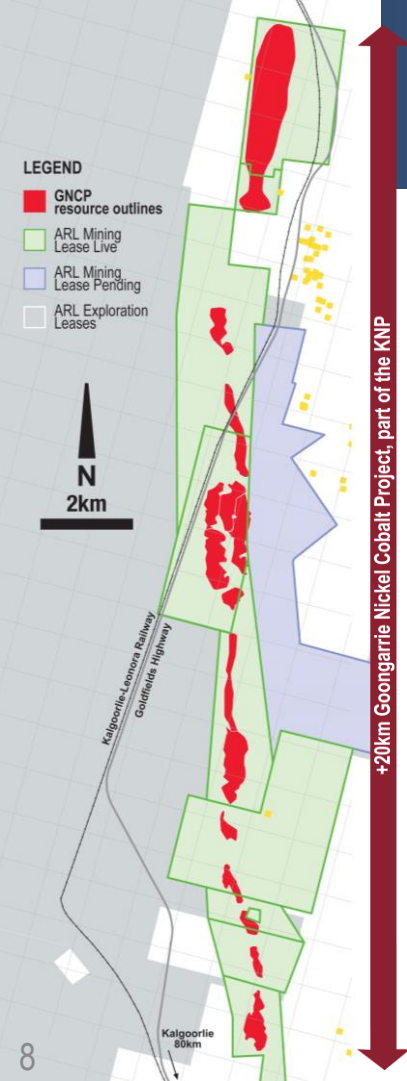 LEGEND
GNCP
resource outlines
ARL Mining
Lease Live
ARL Mining
Lease Pending
ARL Exploration
Leases
N
2km
Kalgoorlie-Leonora Railway
Goldfields Highway
+20km Goongarrie Nickel Cobalt Project, part of the KNP
Kalgoorlie
80km
8